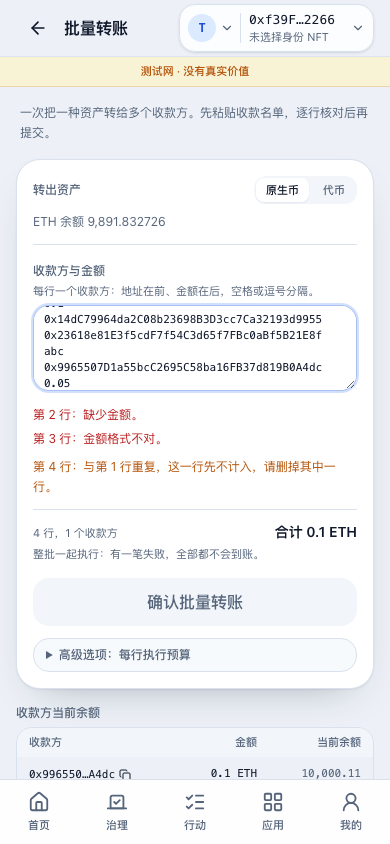 批量转账
T
0xf39F…2266
未选择身份 NFT
测试网 · 没有真实价值
一次把一种资产转给多个收款方。先粘贴收款名单，逐行核对后再
提交。
转出资产
原生币
代币
ETH 余额 9,891.832726
收款方与金额
每行一个收款方：地址在前、金额在后，空格或逗号分隔。
0x14dC79964da2C08b23698B3D3cc7Ca32193d9955
0x23618e81E3f5cdF7f54C3d65f7FBc0aBf5B21E8f
abc
0x9965507D1a55bcC2695C58ba16FB37d819B0A4dc
0.05
第 2 行：缺少金额。
第 3 行：金额格式不对。
第 4 行：与第 1 行重复，这一行先不计入，请删掉其中一
行。
4 行，1 个收款方
合计 0.1 ETH
整批一起执行：有一笔失败，全部都不会到账。
确认批量转账
高级选项：每行执行预算
收款方当前余额
收款方
金额
当前余额
0x996550…A4dc
0.1 ETH
10,000.11
首页
治理
行动
应用
我的